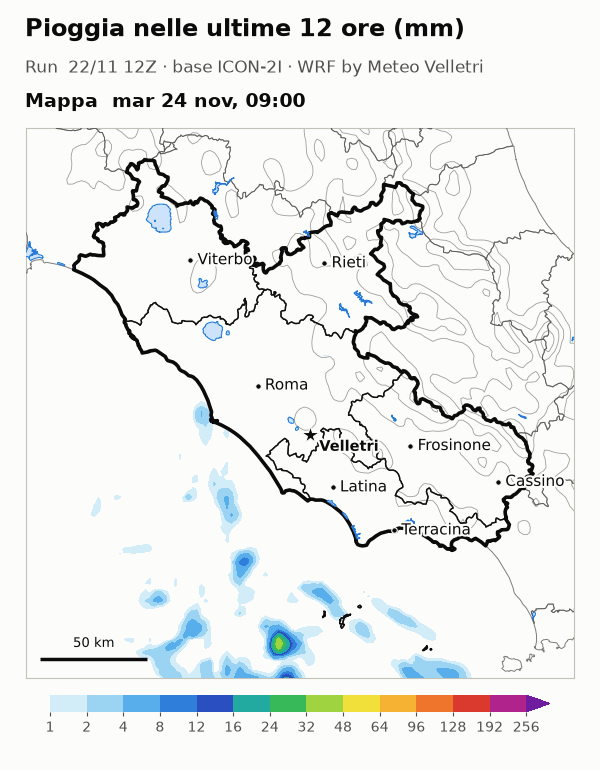 Pioggia nelle ultime 12 ore (mm)
Run 22/11 12Z · base ICON-2I · WRF by Meteo Velletri
Mappa mar 24 nov, 09:00
Viterbo
Rieti
Roma
Velletri
Frosinone
Latina
Cassino
Terracina
50 km
1 2 4 8 12 16 24 32 48 64 96 128 192 256